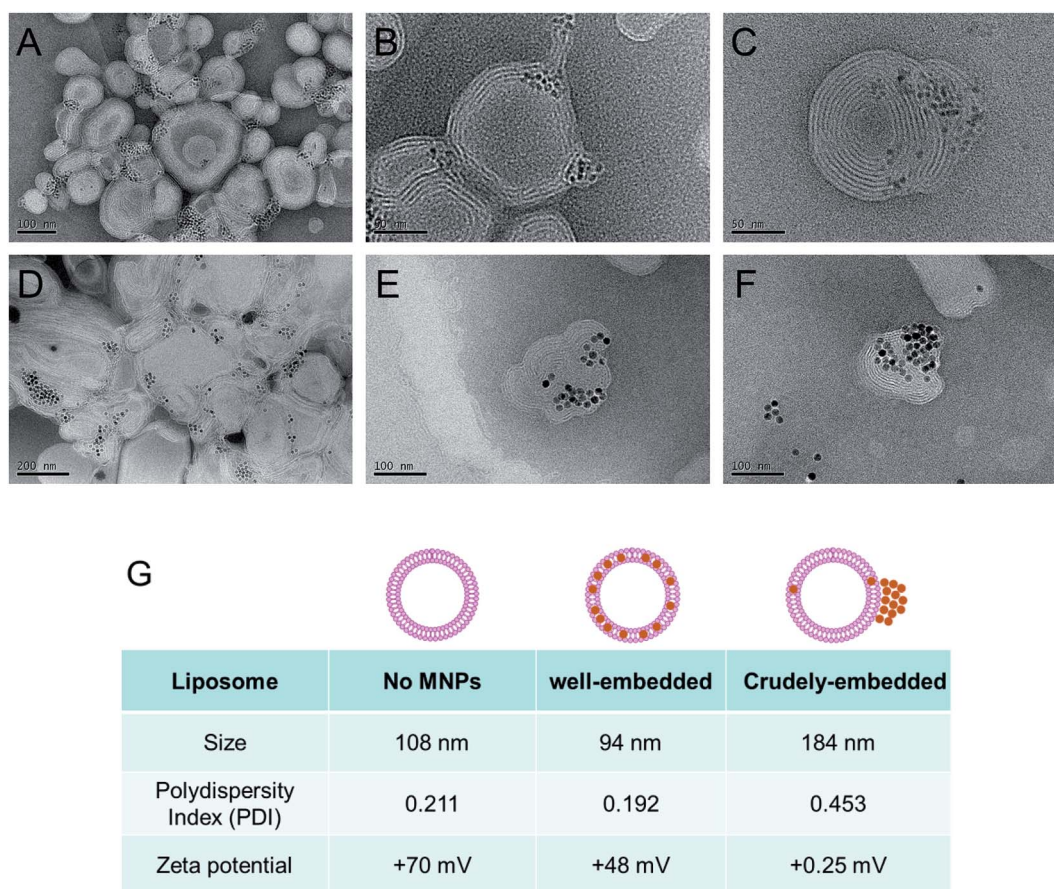 A
B
C
100 nm
50 nm
50 nm
D
E
F
200 nm
100 nm
100 nm
G
Liposome No MNPs well-embedded Crudely-embedded
Size 108 nm 94 nm 184 nm
Polydispersity
Index (PDI) 0.211 0.192 0.453
Zeta potential +70 mV +48 mV +0.25 mV